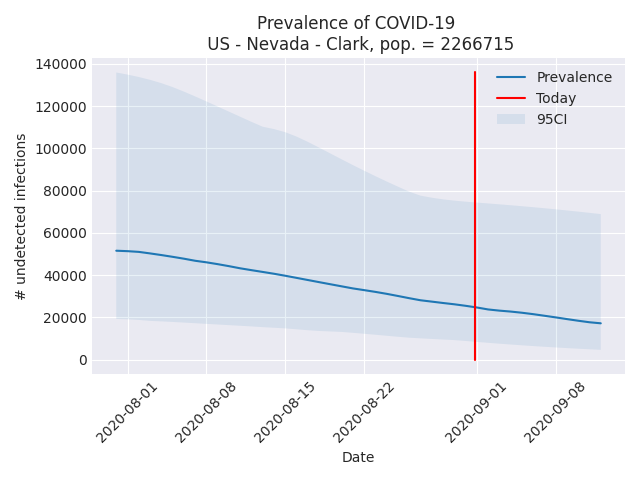 Prevalence of COVID-19
US - Nevada - Clark, pop. = 2266715
# undetected infections
140000
120000
100000
80000
60000
40000
20000
0
Prevalence
Today
95CI
2020-08-01
2020-08-08
2020-08-15
2020-08-22
2020-09-01
2020-09-08
Date